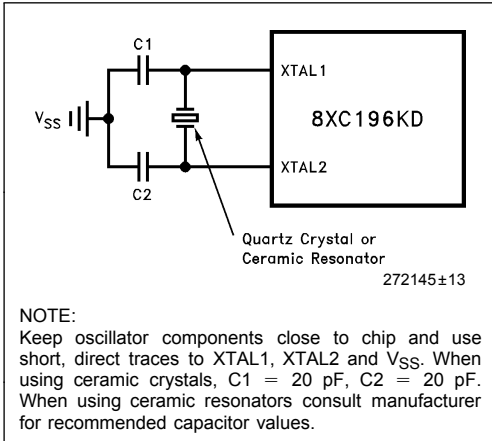 C1
XTAL1
VSS
8XC196KD
XTAL2
C2
Quartz Crystal or
Ceramic Resonator
272145±13
NOTE:
Keep oscillator components close to chip and use
short, direct traces to XTAL1, XTAL2 and VSS. When
using ceramic crystals, C1 = 20 pF, C2 = 20 pF.
When using ceramic resonators consult manufacturer
for recommended capacitor values.